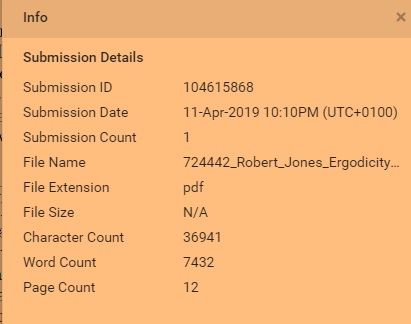 Info ×
Submission Details
Submission ID 104615868
Submission Date 11-Apr-2019 10:10PM (UTC+0100)
Submission Count 1
File Name 724442_Robert_Jones_Ergodicity...
File Extension pdf
File Size N/A
Character Count 36941
Word Count 7432
Page Count 12